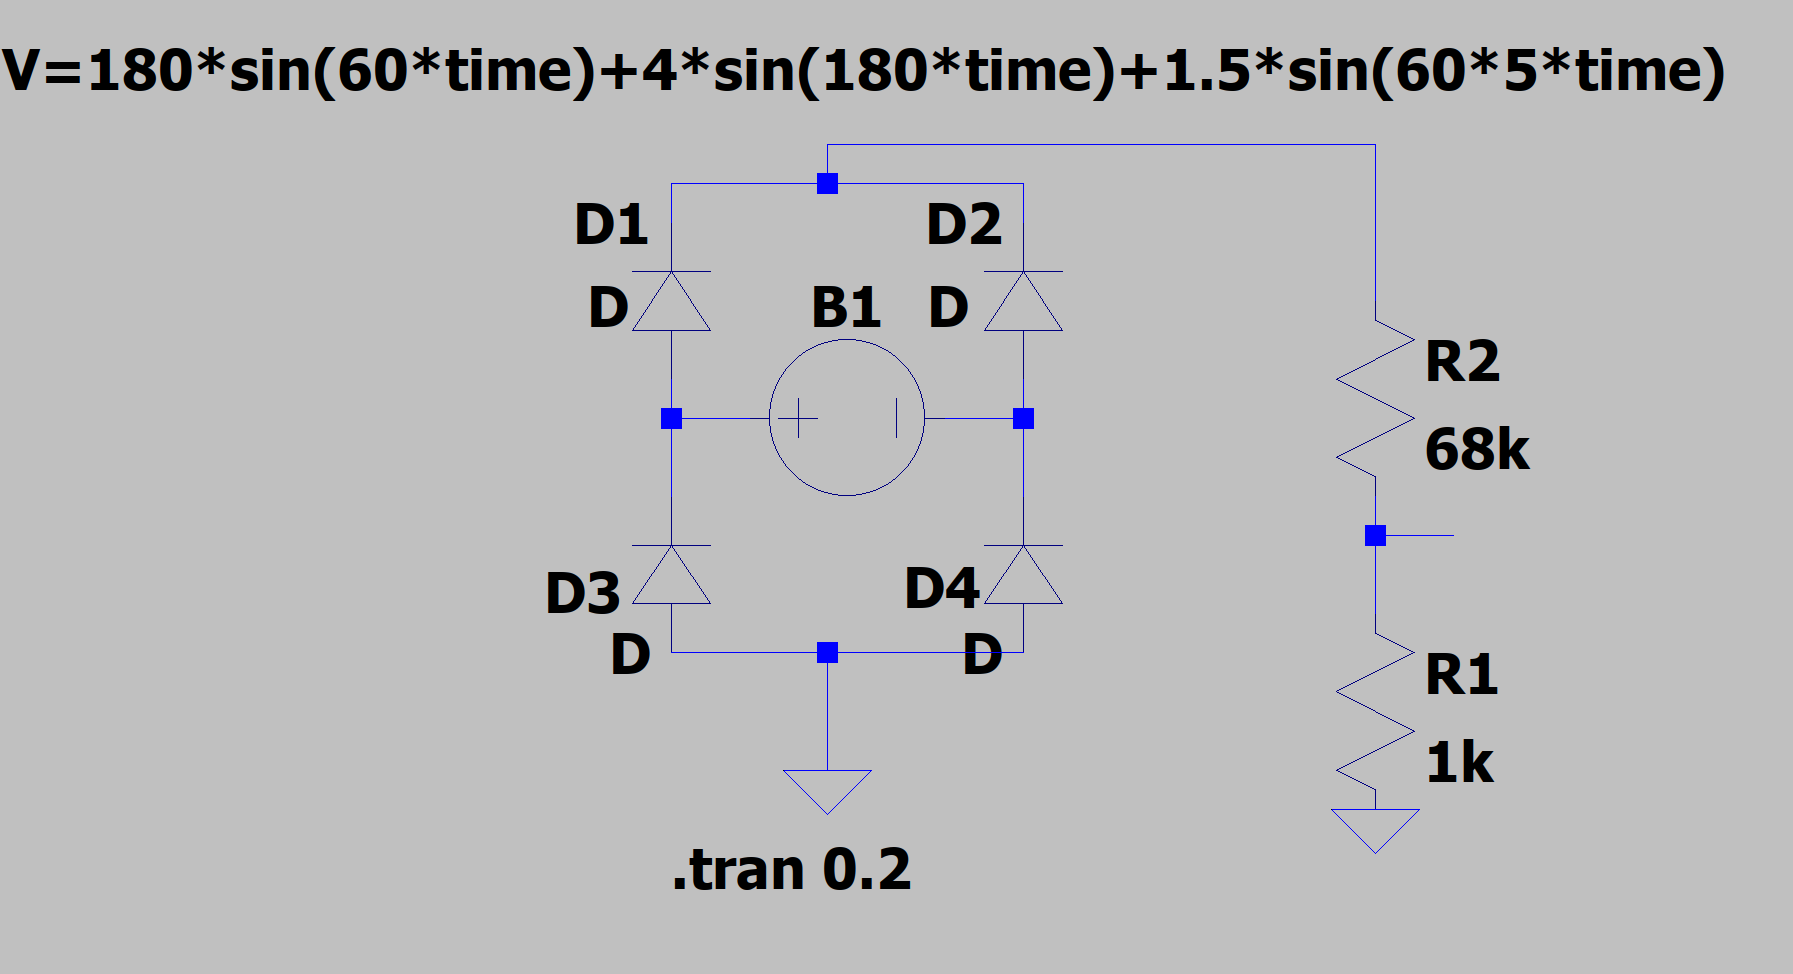 V=180*sin(60*time)+4*sin(180*time)+1.5*sin(60*5*time)
D1
D
D2
D
B1
R2
68k
D3
D
D4
D
R1
1k
.tran 0.2